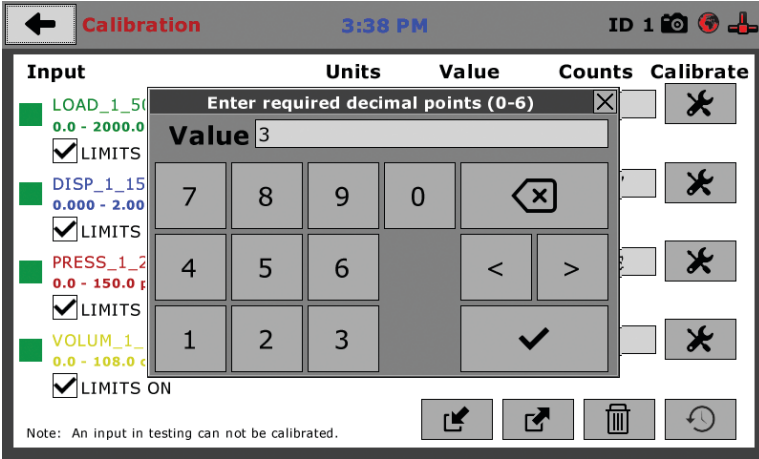 Calibration 3:38 PM ID 1
Input Units Value Counts Calibrate
LOAD_1_50
0.0 - 2000.0
LIMITS
DISP_1_15
0.000 - 2.00
LIMITS
PRESS_1_2
0.0 - 150.0 p
LIMITS
VOLUM_1_
0.0 - 108.0 c
LIMITS ON
Enter required decimal points (0-6)
Value 3
7 8 9 0
4 5 6 < >
1 2 3
Note: An input in testing can not be calibrated.